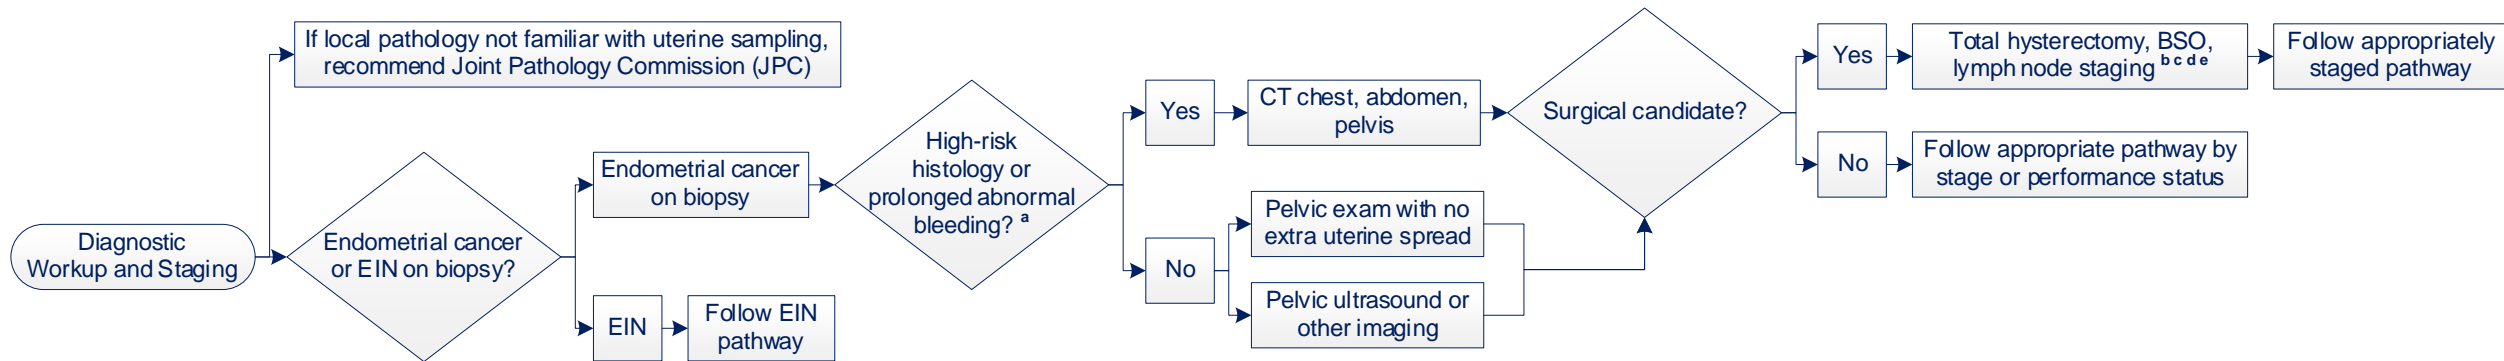 Diagnostic
Workup and Staging
If local pathology not familiar with uterine sampling,
recommend Joint Pathology Commission (JPC)
Endometrial cancer
or EIN on biopsy?
Endometrial cancer
on biopsy
EIN
Follow EIN
pathway
High-risk
histology or
prolonged abnormal
bleeding? a
Yes
CT chest, abdomen,
pelvis
No
Pelvic exam with no
extra uterine spread
Pelvic ultrasound or
other imaging
Surgical candidate?
Yes
Total hysterectomy, BSO,
lymph node staging b c d e
Follow appropriately
staged pathway
No
Follow appropriate pathway by
stage or performance status